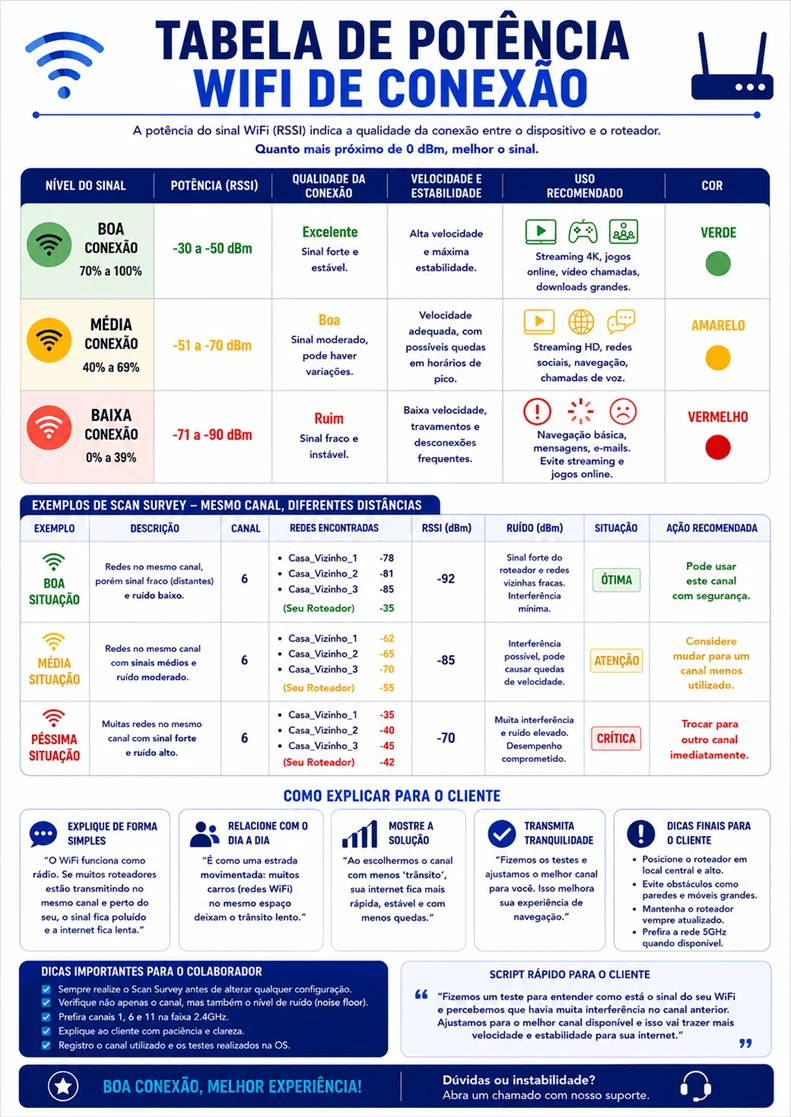 TABELA DE POTÊNCIA
WIFI DE CONEXÃO
A potência do sinal WiFi (RSSI) indica a qualidade da conexão entre o dispositivo e o roteador.
Quanto mais próximo de 0 dBm, melhor o sinal.
NÍVEL DO SINAL
POTÊNCIA (RSSI)
QUALIDADE DA
CONEXÃO
VELOCIDADE E
ESTABILIDADE
USO
RECOMENDADO
COR
BOA
CONEXÃO
70% a 100%
-30 a -50 dBm
Excelente
Sinal forte e
estável.
Alta velocidade
e máxima
estabilidade.
Streaming 4K, jogos
online, vídeo chamadas,
downloads grandes.
VERDE
MÉDIA
CONEXÃO
40% a 69%
-51 a -70 dBm
Boa
Sinal moderado,
pode haver
variações.
Velocidade
adequada, com
possíveis quedas
em horários de
pico.
Streaming HD, redes
sociais, navegação,
chamadas de voz.
AMARELO
BAIXA
CONEXÃO
0% a 39%
-71 a -90 dBm
Ruim
Sinal fraco e
instável.
Baixa velocidade,
travamentos e
desconexões
frequentes.
Navegação básica,
mensagens, e-mails.
Evite streaming e
jogos online.
VERMELHO
EXEMPLOS DE SCAN SURVEY – MESMO CANAL, DIFERENTES DISTÂNCIAS
EXEMPLO
DESCRIÇÃO
CANAL
REDES ENCONTRADAS
RSSI (dBm)
RUÍDO (dBm)
SITUAÇÃO
AÇÃO RECOMENDADA
BOA
SITUAÇÃO
Redes no mesmo canal,
porém sinal fraco (distantes)
e ruído baixo.
6
• Casa_Vizinho_1 -78
• Casa_Vizinho_2 -81
• Casa_Vizinho_3 -85
(Seu Roteador) -35
-92
Sinal forte do
roteador e redes
vizinhas fracas.
Interferência
mínima.
ÓTIMA
Pode usar
este canal
com segurança.
MÉDIA
SITUAÇÃO
Redes no mesmo canal
com sinais médios e
ruído moderado.
6
• Casa_Vizinho_1 -62
• Casa_Vizinho_2 -65
• Casa_Vizinho_3 -70
(Seu Roteador) -55
-85
Interferência
possível, pode
causar quedas
de velocidade.
ATENÇÃO
Considere
mudar para um
canal menos
utilizado.
PÉSSIMA
SITUAÇÃO
Muitas redes no mesmo
canal com sinal forte
e ruído alto.
6
• Casa_Vizinho_1 -35
• Casa_Vizinho_2 -40
• Casa_Vizinho_3 -45
(Seu Roteador) -42
-70
Muita interferência
e ruído elevado.
Desempenho
comprometido.
CRÍTICA
Trocar para
outro canal
imediatamente.
COMO EXPLICAR PARA O CLIENTE
EXPLIQUE DE FORMA
SIMPLES
"O WiFi funciona como
rádio. Se muitos roteadores
estão transmitindo no
mesmo canal e perto do
seu, o sinal fica poluído
e a internet fica lenta."
RELACIONE COM O
DIA A DIA
"É como uma estrada
movimentada: muitos
carros (redes WiFi)
no mesmo espaço
deixam o trânsito lento."
MOSTRE A
SOLUÇÃO
"Ao escolhermos o canal
com menos 'trânsito',
sua internet fica mais
rápida, estável e com
menos quedas."
TRANSMITA
TRANQUILIDADE
"Fizemos os testes e
ajustamos o melhor canal
para você. Isso melhora
sua experiência de
navegação."
DICAS FINAIS PARA
O CLIENTE
• Posicione o roteador em
local central e alto.
• Evite obstáculos como
paredes e móveis grandes.
• Mantenha o roteador
vempre atualizado.
• Prefira a rede 5GHz
quando disponível.
DICAS IMPORTANTES PARA O COLABORADOR
Sempre realize o Scan Survey antes de alterar qualquer configuração.
Verifique não apenas o canal, mas também o nível de ruído (noise floor).
Prefira canais 1, 6 e 11 na faixa 2.4GHz.
Explique ao cliente com paciência e clareza.
Registro o canal utilizado e os testes realizados na OS.
SCRIPT RÁPIDO PARA O CLIENTE
"Fizemos um teste para entender como está o sinal do seu WiFi
e percebemos que havia muita interferência no canal anterior.
Ajustamos para o melhor canal disponível e isso vai trazer mais
velocidade e estabilidade para sua internet."
BOA CONEXÃO, MELHOR EXPERIÊNCIA!
Dúvidas ou instabilidade?
Abra um chamado com nosso suporte.